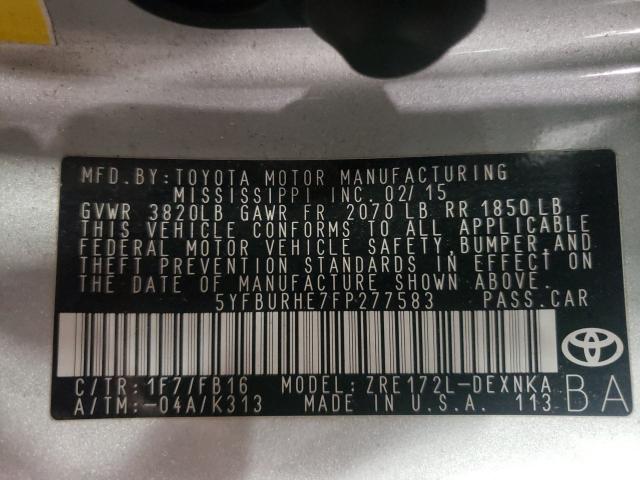 MFD. BY: TOYOTA MOTOR MANUFACTURING
MISSISSIPPI INC. 02/15
GVWR 3820LB GAWR FR 2070 LB RR 1850 LB
THIS VEHICLE CONFORMS TO ALL APPLICABLE
FEDERAL MOTOR VEHICLE SAFETY, BUMPER, AND
THEFT PREVENTION STANDARDS IN EFFECT ON
THE DATE OF MANUFACTURE SHOWN ABOVE.
5YFBURHE7FP277583 PASS. CAR
C/TR: 1F7/FB16 MODEL: ZRE172L-DEXNKA
A/TM: -04A/K313 MADE IN U.S.A. 113 BA